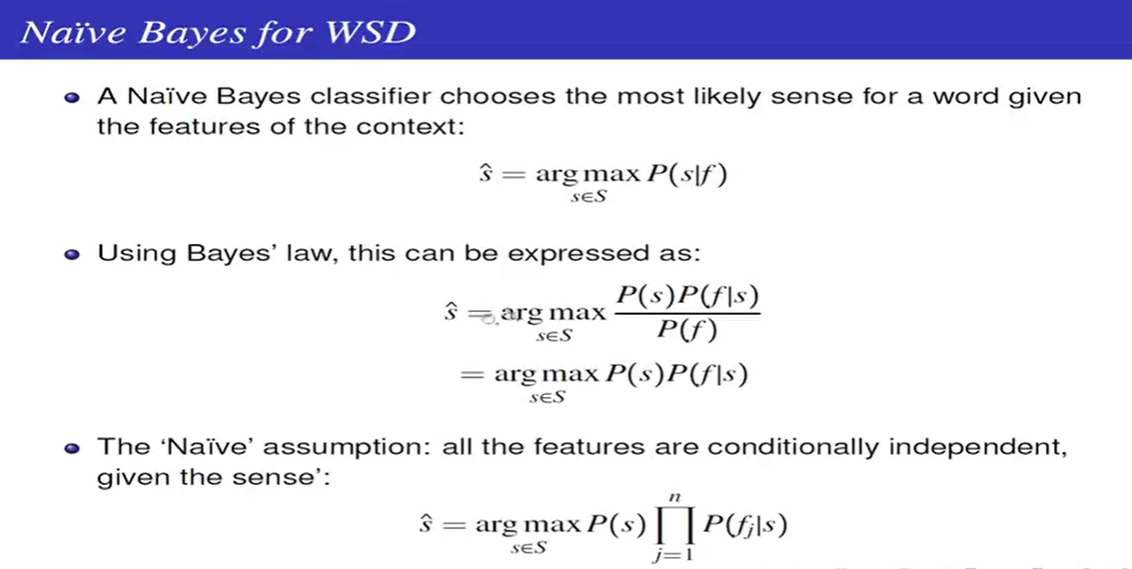 Naïve Bayes for WSD
A Naïve Bayes classifier chooses the most likely sense for a word given
the features of the context:
ŝ = arg max P(s|f)
s∈S
Using Bayes' law, this can be expressed as:
ŝ = arg max P(s)P(f|s) / P(f)
s∈S
= arg max P(s)P(f|s)
s∈S
The ‘Naïve’ assumption: all the features are conditionally independent,
given the sense’:
ŝ = arg max P(s) ∏ⁿⱼ₌₁ P(fⱼ|s)
s∈S